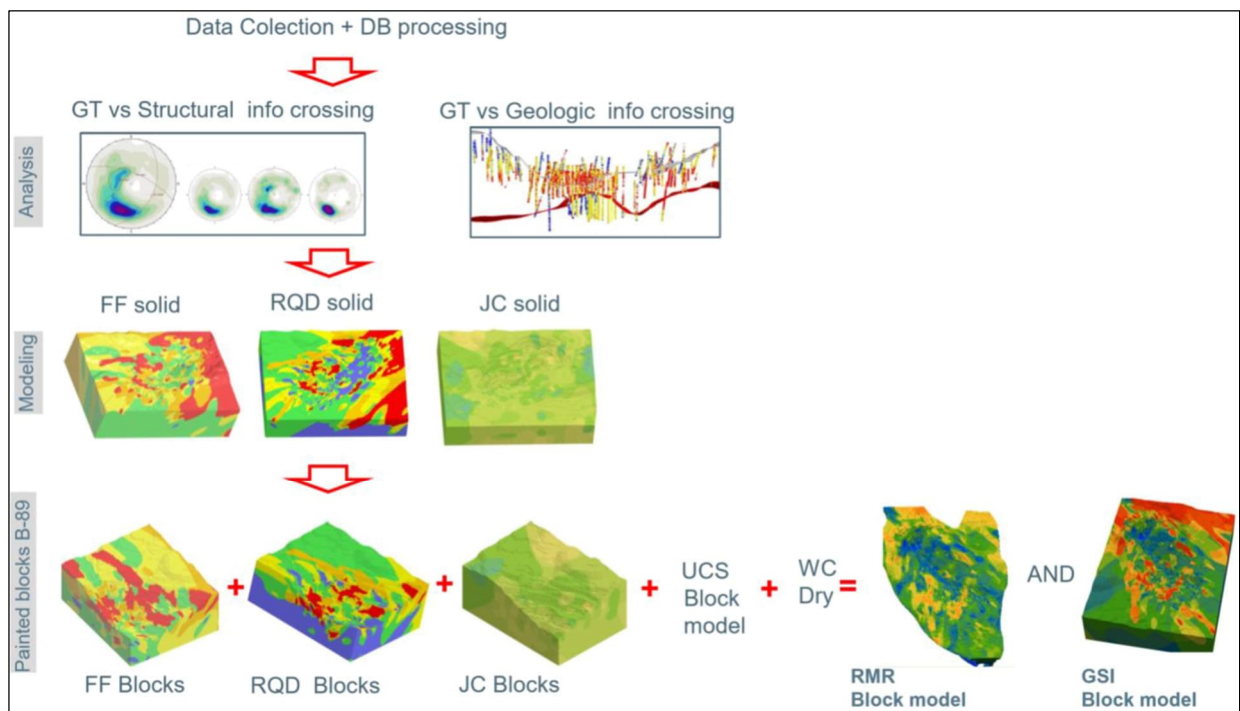 Data Colection + DB processing
GT vs Structural info crossing
GT vs Geologic info crossing
Analysis
FF solid
RQD solid
JC solid
Modeling
Painted blocks B-89
+
+
+
UCS
Block
model
+
WC
Dry
=
AND
FF Blocks
RQD Blocks
JC Blocks
RMR
Block model
GSI
Block model